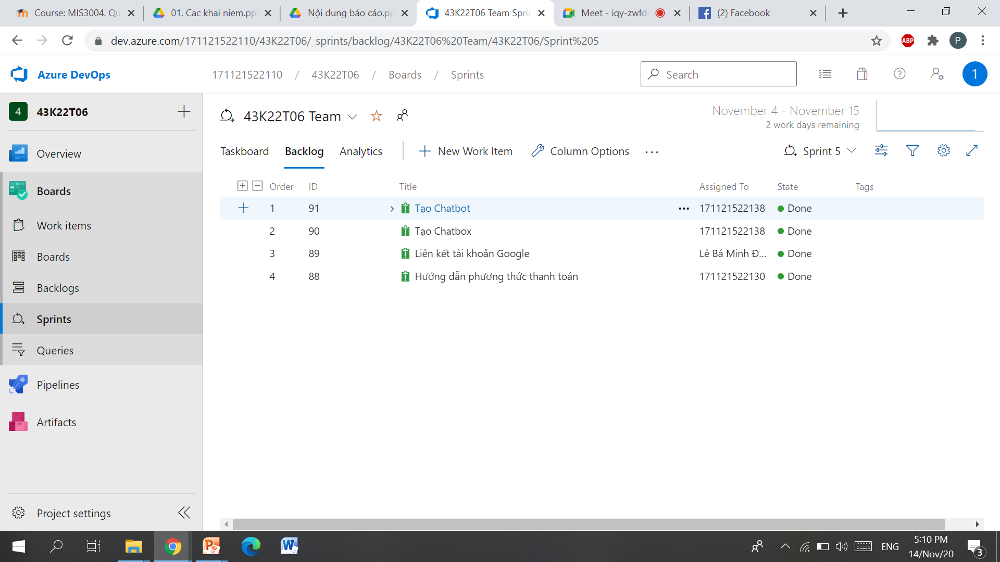 Course: MIS3004. Qu
01. Cac khai niem.pp
Nội dung báo cáo.pp
43K22T06 Team Spri
Meet - iqy-zwfd-
(2) Facebook
dev.azure.com/171121522110/43K22T06/_sprints/backlog/43K22T06%20Team/43K22T06/Sprint%205
ABP
P
Azure DevOps
171121522110 / 43K22T06 / Boards / Sprints
Search
1
4 43K22T06
Overview
Boards
Work items
Boards
Backlogs
Sprints
Queries
Pipelines
Artifacts
Project settings
43K22T06 Team
November 4 - November 15
2 work days remaining
Taskboard Backlog Analytics New Work Item Column Options Sprint 5
Order ID Title Assigned To State Tags
1 91 Tạo Chatbot 171121522138 Done
2 90 Tạo Chatbox 171121522138 Done
3 89 Liên kết tài khoản Google Lê Bá Minh Đ... Done
4 88 Hướng dẫn phương thức thanh toán 171121522130 Done
ENG
5:10 PM
14/Nov/20
3